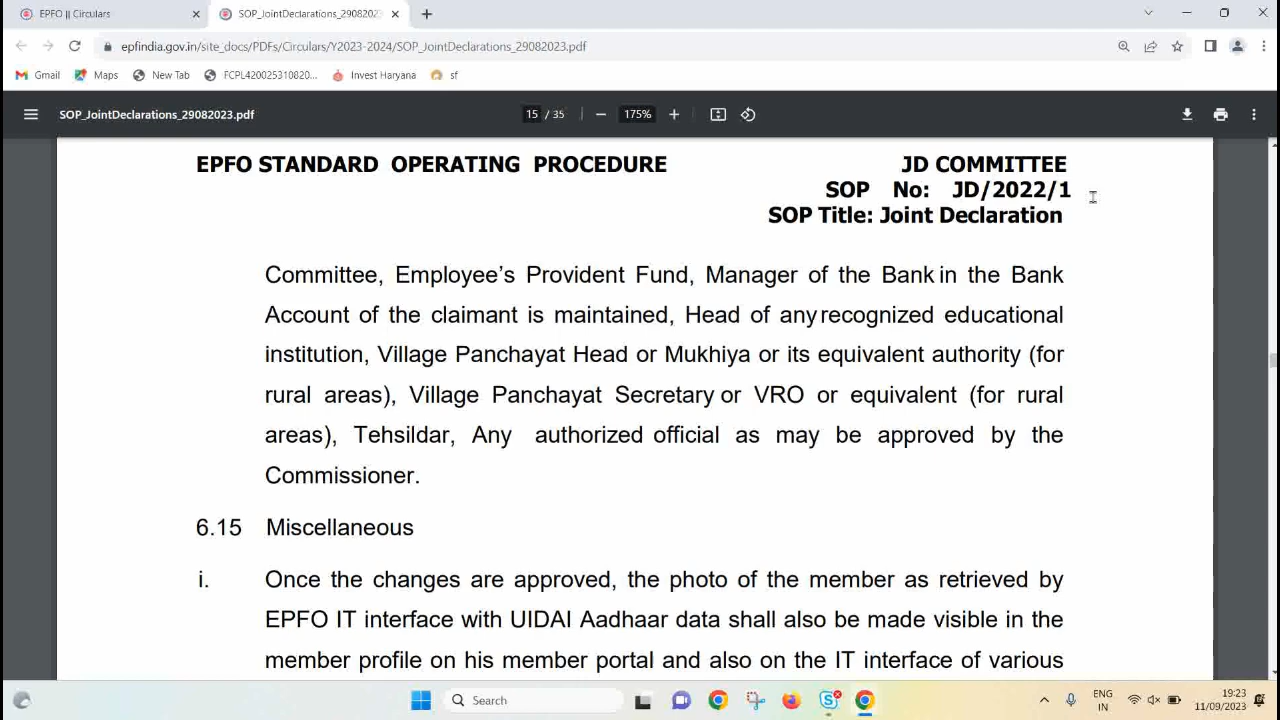 EPFO || Circulars
SOP_JointDeclarations_29082023
epfindia.gov.in/site_docs/PDFs/Circulars/Y2023-2024/SOP_JointDeclarations_29082023.pdf
Gmail Maps New Tab FCPL420025310820... Invest Haryana sf
SOP_JointDeclarations_29082023.pdf 15 / 35 175%
EPFO STANDARD OPERATING PROCEDURE JD COMMITTEE
SOP No: JD/2022/1
SOP Title: Joint Declaration
Committee, Employee’s Provident Fund, Manager of the Bank in the Bank
Account of the claimant is maintained, Head of any recognized educational
institution, Village Panchayat Head or Mukhiya or its equivalent authority (for
rural areas), Village Panchayat Secretary or VRO or equivalent (for rural
areas), Tehsildar, Any authorized official as may be approved by the
Commissioner.
6.15 Miscellaneous
i. Once the changes are approved, the photo of the member as retrieved by
EPFO IT interface with UIDAI Aadhaar data shall also be made visible in the
member profile on his member portal and also on the IT interface of various
Search
ENG
IN
19:23
11/09/2023